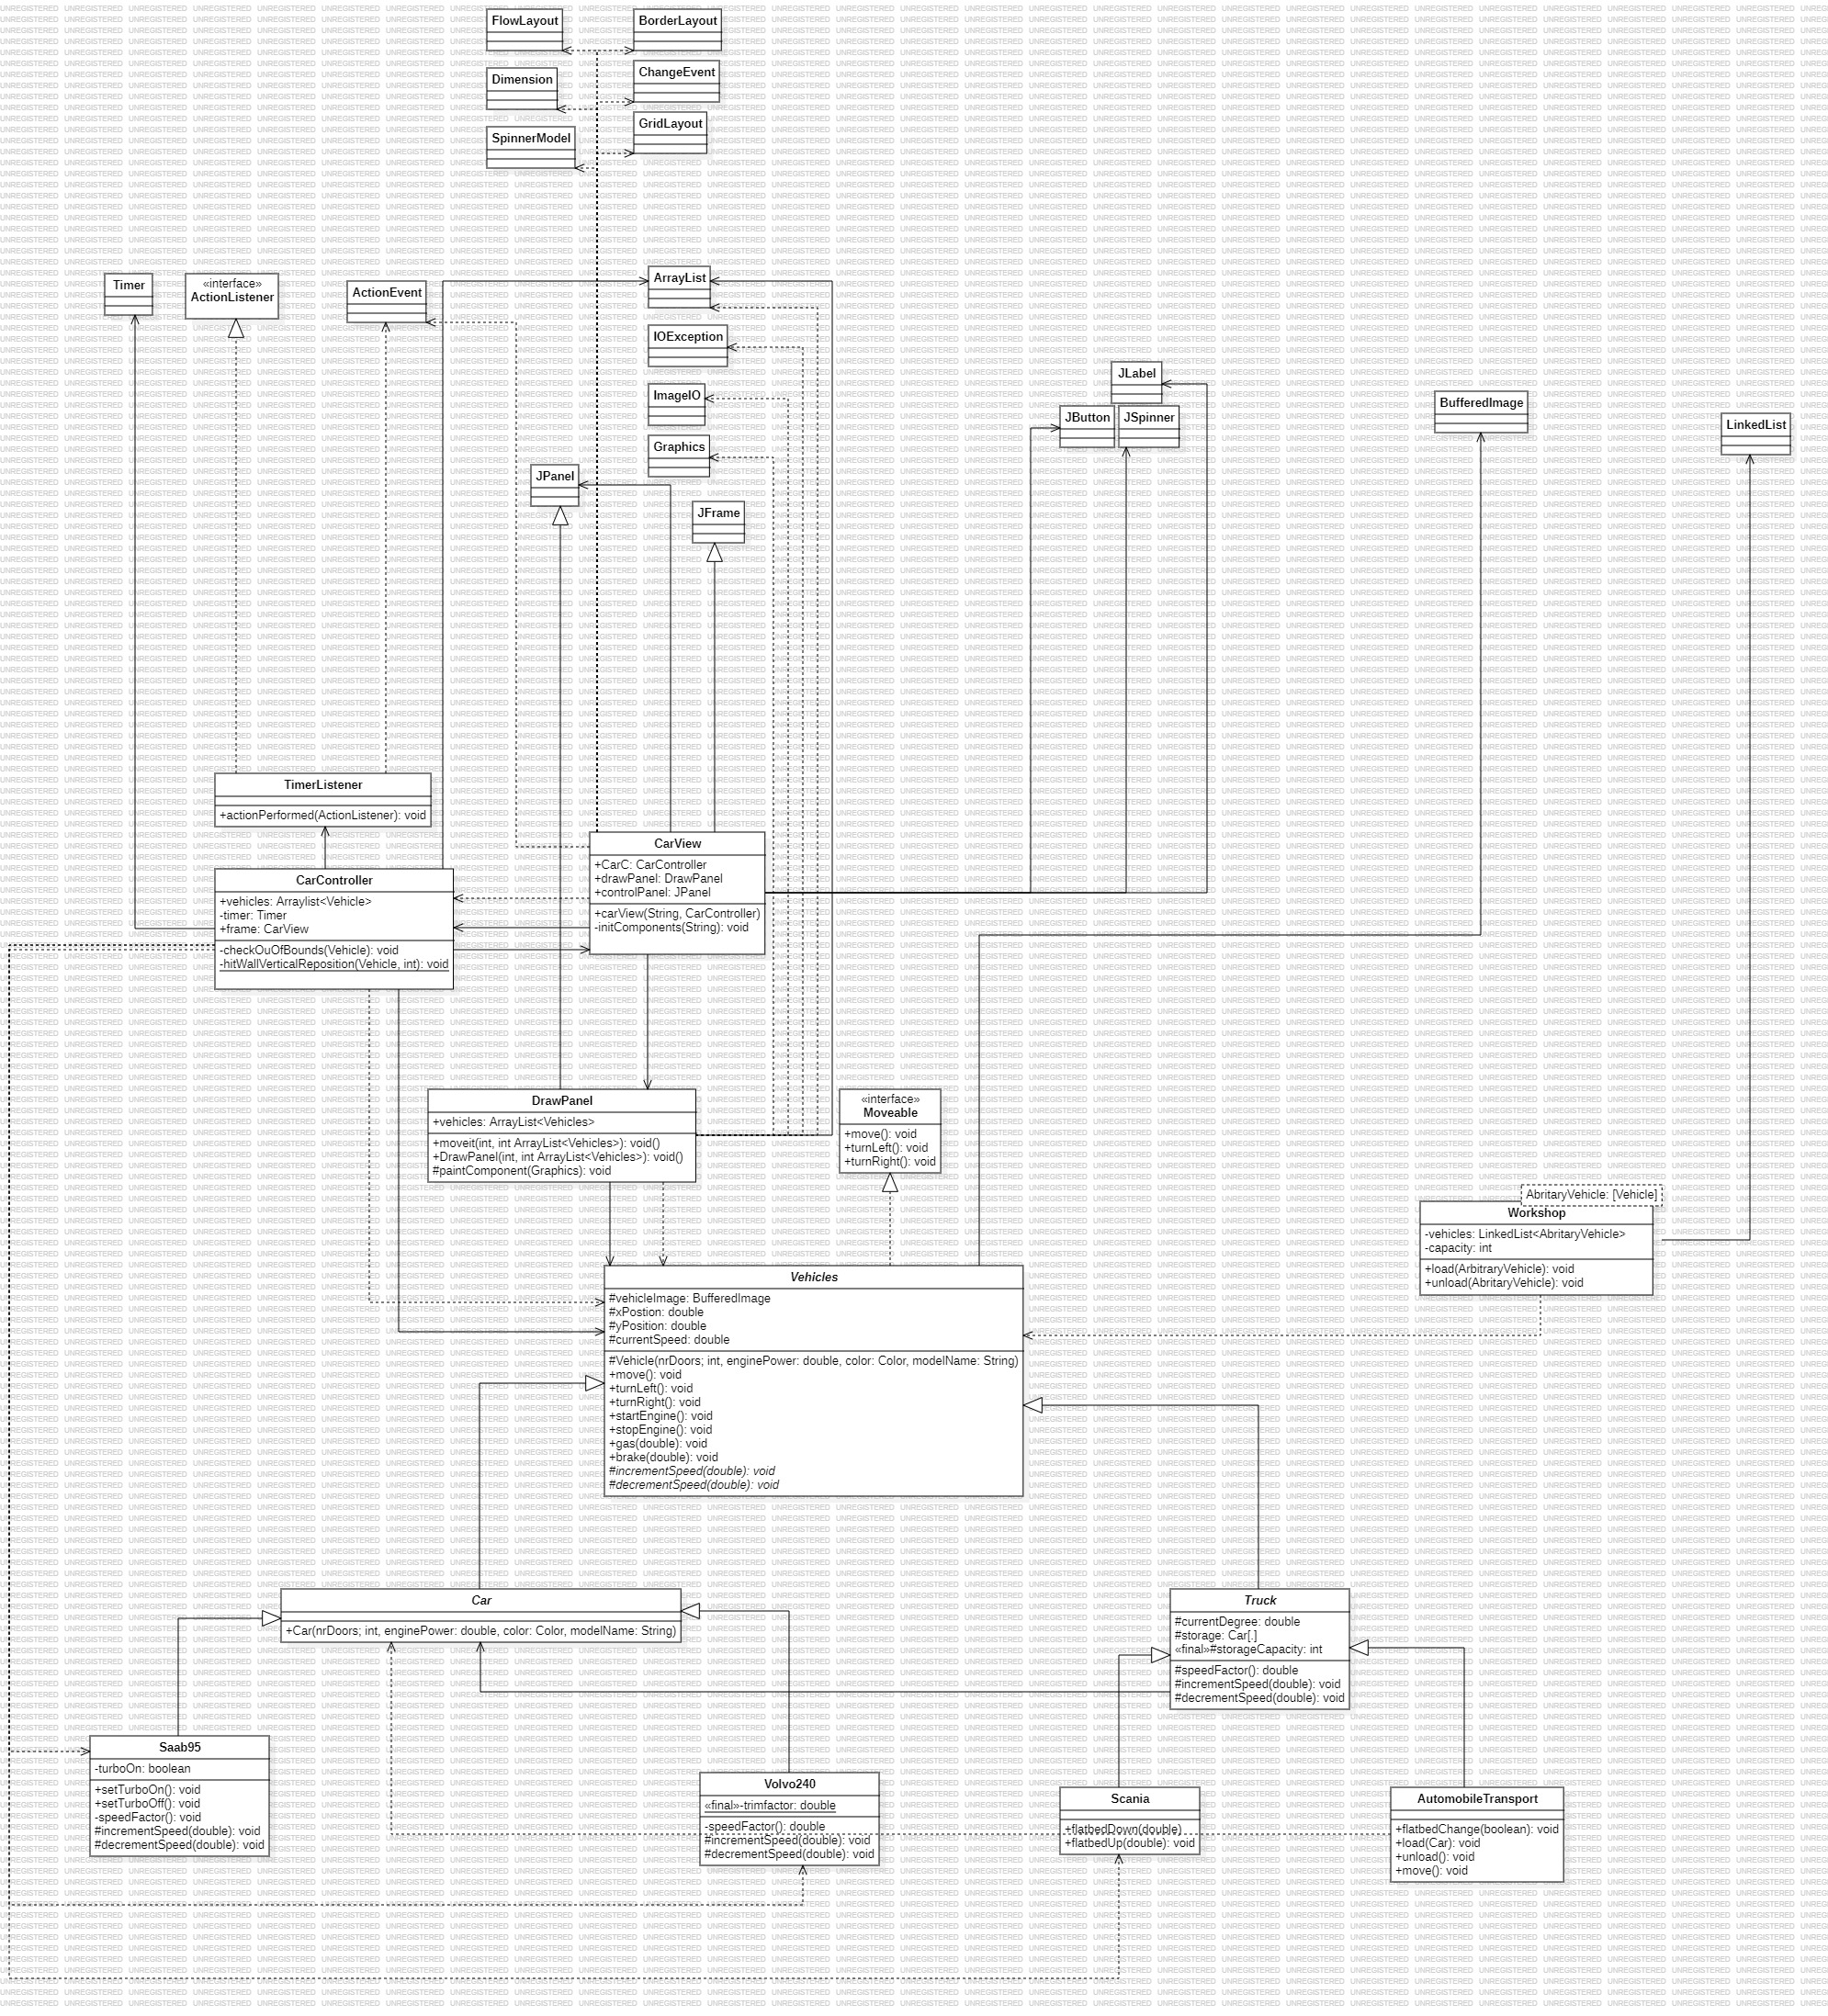 FlowLayout
BorderLayout
Dimension
ChangeEvent
SpinnerModel
GridLayout
Timer
«interface»
ActionListener
ActionEvent
ArrayList
IOException
ImageIO
Graphics
JPanel
JFrame
JLabel
JButton
JSpinner
BufferedImage
LinkedList
TimerListener
+actionPerformed(ActionListener): void
CarController
+vehicles: Arraylist<Vehicle>
-timer: Timer
+frame: CarView
-checkOuOfBounds(Vehicle): void
-hitWallVerticalReposition(Vehicle, int): void
CarView
+CarC: CarController
+drawPanel: DrawPanel
+controlPanel: JPanel
+carView(String, CarController)
-initComponents(String): void
DrawPanel
+vehicles: ArrayList<Vehicles>
+moveit(int, int ArrayList<Vehicles>): void()
+DrawPanel(int, int ArrayList<Vehicles>): void()
#paintComponent(Graphics): void
«interface»
Moveable
+move(): void
+turnLeft(): void
+turnRight(): void
AbritaryVehicle: [Vehicle]
Workshop
-vehicles: LinkedList<AbritaryVehicle>
-capacity: int
+load(ArbitraryVehicle): void
+unload(AbritaryVehicle): void
Vehicles
#vehicleImage: BufferedImage
#xPostion: double
#yPosition: double
#currentSpeed: double
#Vehicle(nrDoors; int, enginePower: double, color: Color, modelName: String)
+move(): void
+turnLeft(): void
+turnRight(): void
+startEngine(): void
+stopEngine(): void
+gas(double): void
+brake(double): void
#incrementSpeed(double): void
#decrementSpeed(double): void
Car
+Car(nrDoors; int, enginePower: double, color: Color, modelName: String)
Truck
#currentDegree: double
#storage: Car[.]
«final»#storageCapacity: int
#speedFactor(): double
#incrementSpeed(double): void
#decrementSpeed(double): void
Saab95
-turboOn: boolean
+setTurboOn(): void
+setTurboOff(): void
-speedFactor(): void
#incrementSpeed(double): void
#decrementSpeed(double): void
Volvo240
«final»-trimfactor: double
-speedFactor(): double
#incrementSpeed(double): void
#decrementSpeed(double): void
Scania
+flatbedDown(double)
+flatbedUp(double): void
AutomobileTransport
+flatbedChange(boolean): void
+load(Car): void
+unload(): void
+move(): void